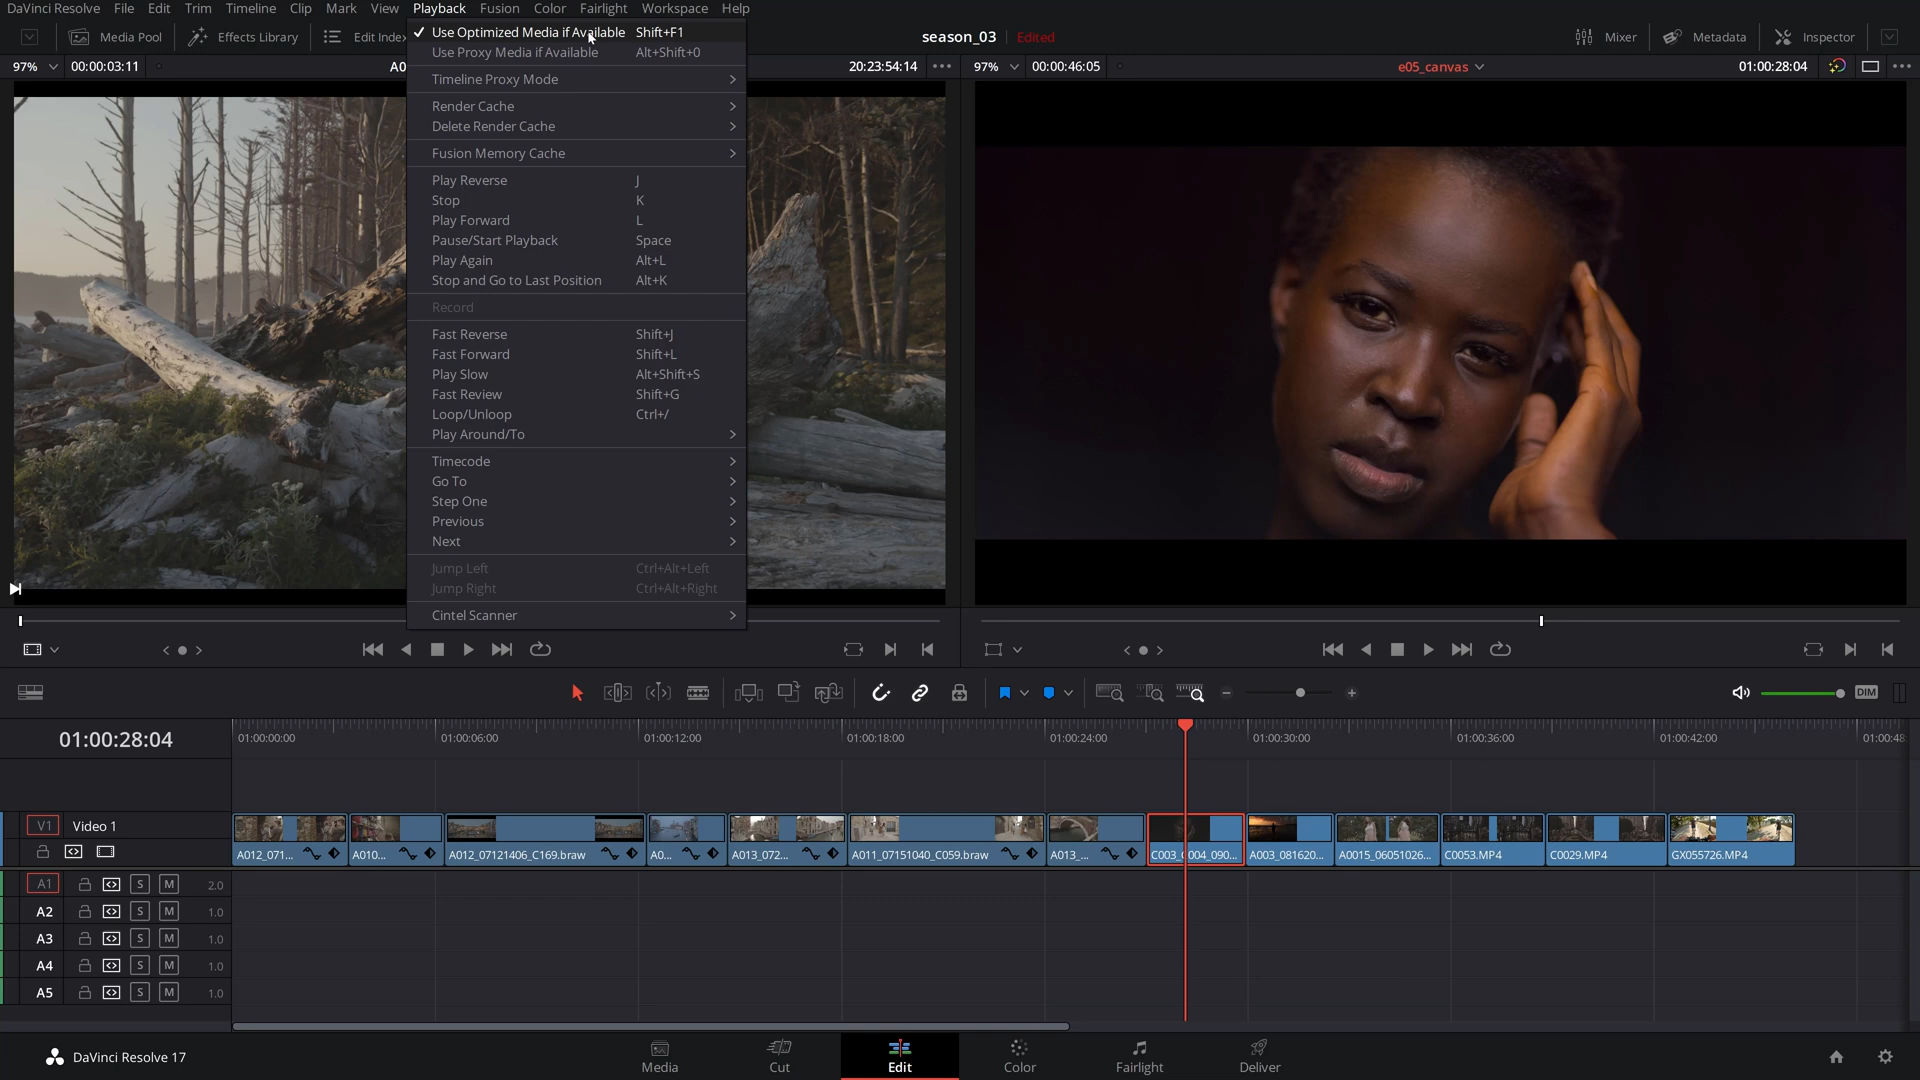 DaVinci Resolve File Edit Trim Timeline Clip Mark View Playback Fusion Color Fairlight Workspace Help
Media Pool Effects Library Edit Index season_03 Edited Mixer Metadata Inspector
97% 00:00:03:11 A0 20:23:54:14 97% 00:00:46:05 e05_canvas 01:00:28:04
Use Optimized Media if Available Shift+F1
Use Proxy Media if Available Alt+Shift+0
Timeline Proxy Mode
Render Cache
Delete Render Cache
Fusion Memory Cache
Play Reverse J
Stop K
Play Forward L
Pause/Start Playback Space
Play Again Alt+L
Stop and Go to Last Position Alt+K
Record
Fast Reverse Shift+J
Fast Forward Shift+L
Play Slow Alt+Shift+S
Fast Review Shift+G
Loop/Unloop Ctrl+/
Play Around/To
Timecode
Go To
Step One
Previous
Next
Jump Left Ctrl+Alt+Left
Jump Right Ctrl+Alt+Right
Cintel Scanner
DIM
01:00:28:04
01:00:00:00 01:00:06:00 01:00:12:00 01:00:18:00 01:00:24:00 01:00:30:00 01:00:36:00 01:00:42:00 01:00:48
V1 Video 1
A012_071... A010... A012_07121406_C169.braw A0... A013_072... A011_07151040_C059.braw A013_... C003_C004_090... A003_081620... A0015_06051026... C0053.MP4 C0029.MP4 GX055726.MP4
A1 S M 2.0
A2 S M 1.0
A3 S M 1.0
A4 S M 1.0
A5 S M 1.0
DaVinci Resolve 17
Media Cut Edit Color Fairlight Deliver